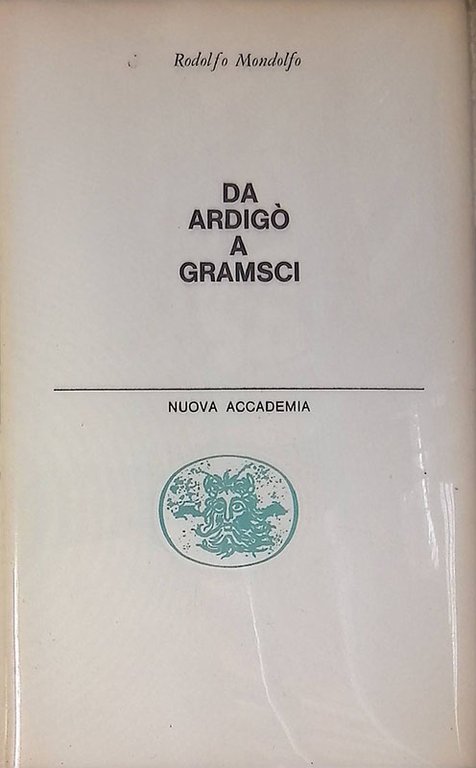 Rodolfo Mondolfo
DA
ARDIGÒ
A
GRAMSCI
NUOVA ACCADEMIA